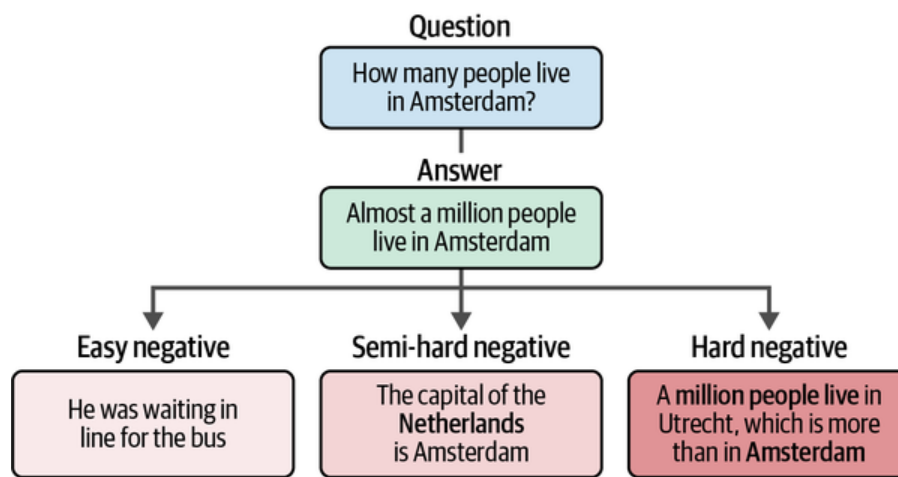 Question
How many people live
in Amsterdam?
Answer
Almost a million people
live in Amsterdam
Easy negative
He was waiting in
line for the bus
Semi-hard negative
The capital of the
Netherlands
is Amsterdam
Hard negative
A million people live in
Utrecht, which is more
than in Amsterdam